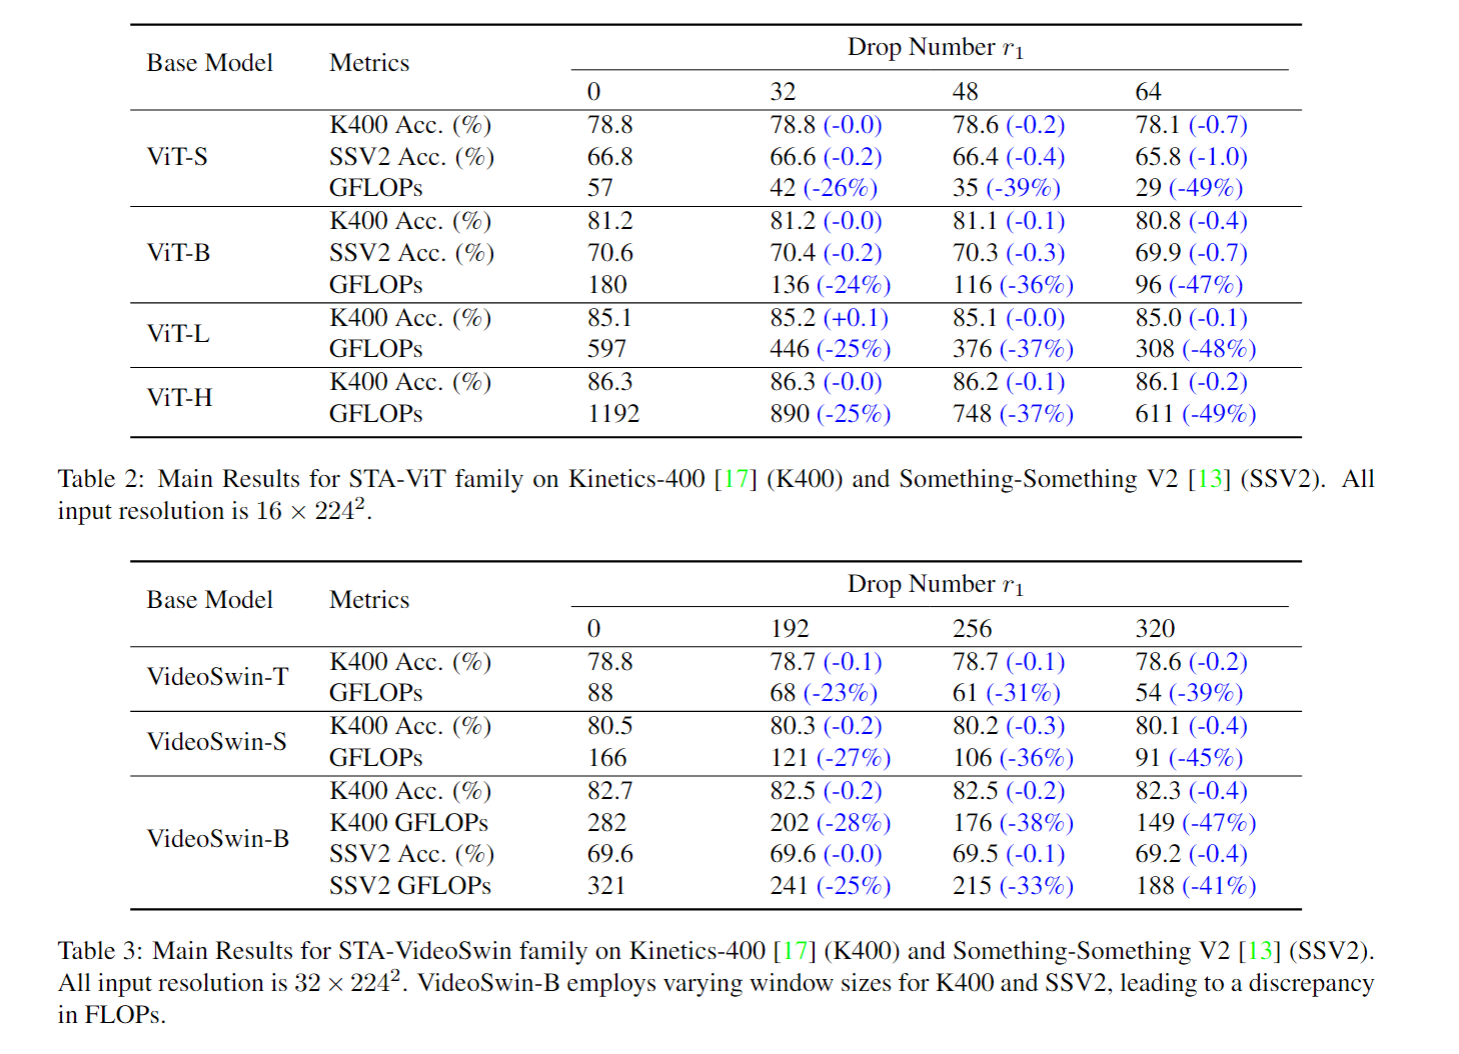 Base Model Metrics Drop Number r₁
0 32 48 64
ViT-S K400 Acc. (%) 78.8 78.8 (-0.0) 78.6 (-0.2) 78.1 (-0.7)
SSV2 Acc. (%) 66.8 66.6 (-0.2) 66.4 (-0.4) 65.8 (-1.0)
GFLOPs 57 42 (-26%) 35 (-39%) 29 (-49%)
ViT-B K400 Acc. (%) 81.2 81.2 (-0.0) 81.1 (-0.1) 80.8 (-0.4)
SSV2 Acc. (%) 70.6 70.4 (-0.2) 70.3 (-0.3) 69.9 (-0.7)
GFLOPs 180 136 (-24%) 116 (-36%) 96 (-47%)
ViT-L K400 Acc. (%) 85.1 85.2 (+0.1) 85.1 (-0.0) 85.0 (-0.1)
GFLOPs 597 446 (-25%) 376 (-37%) 308 (-48%)
ViT-H K400 Acc. (%) 86.3 86.3 (-0.0) 86.2 (-0.1) 86.1 (-0.2)
GFLOPs 1192 890 (-25%) 748 (-37%) 611 (-49%)
Table 2: Main Results for STA-ViT family on Kinetics-400 [17] (K400) and Something-Something V2 [13] (SSV2). All
input resolution is 16 × 224².
Base Model Metrics Drop Number r₁
0 192 256 320
VideoSwin-T K400 Acc. (%) 78.8 78.7 (-0.1) 78.7 (-0.1) 78.6 (-0.2)
GFLOPs 88 68 (-23%) 61 (-31%) 54 (-39%)
VideoSwin-S K400 Acc. (%) 80.5 80.3 (-0.2) 80.2 (-0.3) 80.1 (-0.4)
GFLOPs 166 121 (-27%) 106 (-36%) 91 (-45%)
VideoSwin-B K400 Acc. (%) 82.7 82.5 (-0.2) 82.5 (-0.2) 82.3 (-0.4)
K400 GFLOPs 282 202 (-28%) 176 (-38%) 149 (-47%)
SSV2 Acc. (%) 69.6 69.6 (-0.0) 69.5 (-0.1) 69.2 (-0.4)
SSV2 GFLOPs 321 241 (-25%) 215 (-33%) 188 (-41%)
Table 3: Main Results for STA-VideoSwin family on Kinetics-400 [17] (K400) and Something-Something V2 [13] (SSV2).
All input resolution is 32 × 224². VideoSwin-B employs varying window sizes for K400 and SSV2, leading to a discrepancy
in FLOPs.